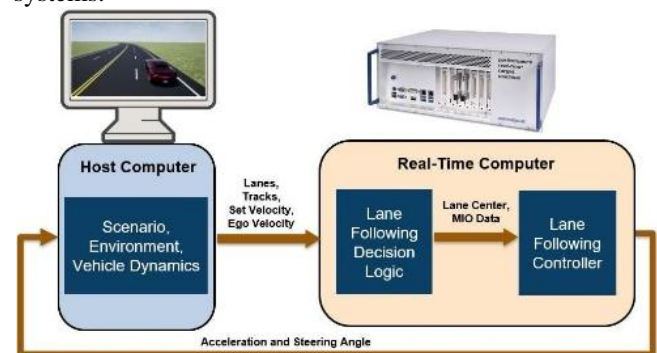 systems.
Host Computer
Scenario,
Environment,
Vehicle Dynamics
Lanes,
Tracks,
Set Velocity,
Ego Velocity
Real-Time Computer
Lane
Following
Decision
Logic
Lane Center,
MIO Data
Lane
Following
Controller
Acceleration and Steering Angle